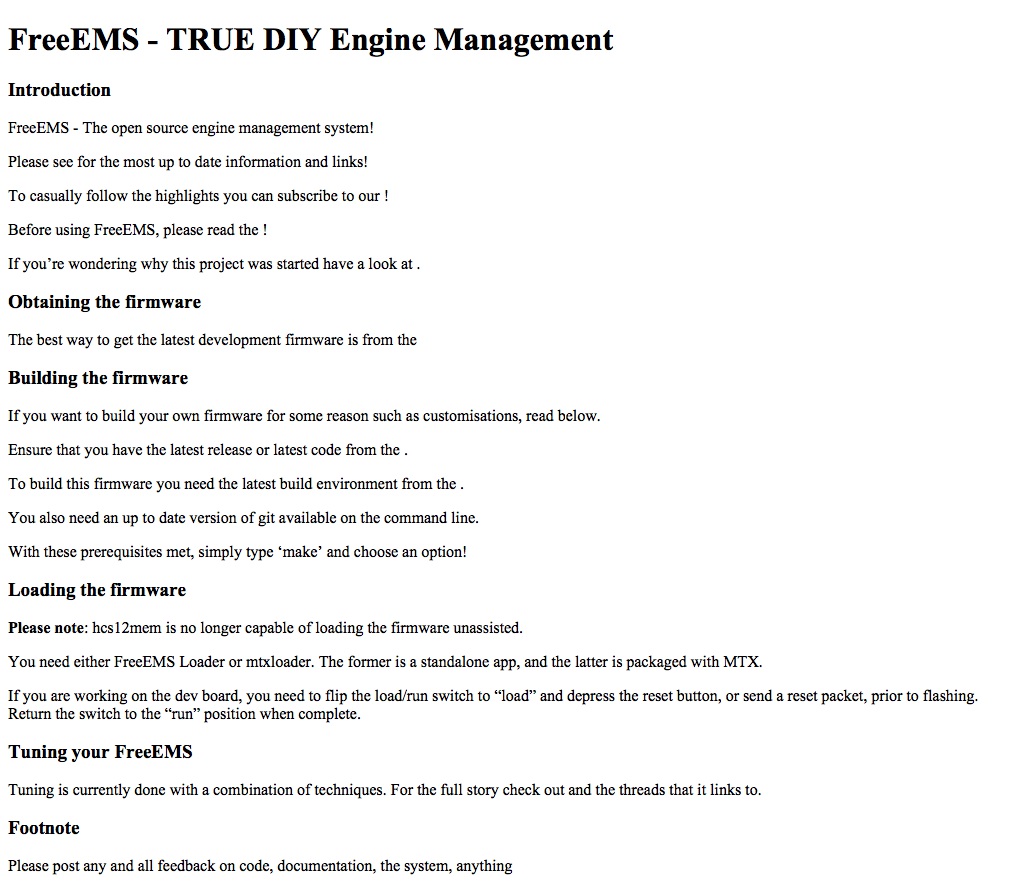 FreeEMS - TRUE DIY Engine Management
Introduction
FreeEMS - The open source engine management system!
Please see for the most up to date information and links!
To casually follow the highlights you can subscribe to our !
Before using FreeEMS, please read the !
If you’re wondering why this project was started have a look at .
Obtaining the firmware
The best way to get the latest development firmware is from the
Building the firmware
If you want to build your own firmware for some reason such as customisations, read below.
Ensure that you have the latest release or latest code from the .
To build this firmware you need the latest build environment from the .
You also need an up to date version of git available on the command line.
With these prerequisites met, simply type ‘make’ and choose an option!
Loading the firmware
Please note: hcs12mem is no longer capable of loading the firmware unassisted.
You need either FreeEMS Loader or mtxloader. The former is a standalone app, and the latter is packaged with MTX.
If you are working on the dev board, you need to flip the load/run switch to “load” and depress the reset button, or send a reset packet, prior to flashing.
Return the switch to the “run” position when complete.
Tuning your FreeEMS
Tuning is currently done with a combination of techniques. For the full story check out and the threads that it links to.
Footnote
Please post any and all feedback on code, documentation, the system, anything